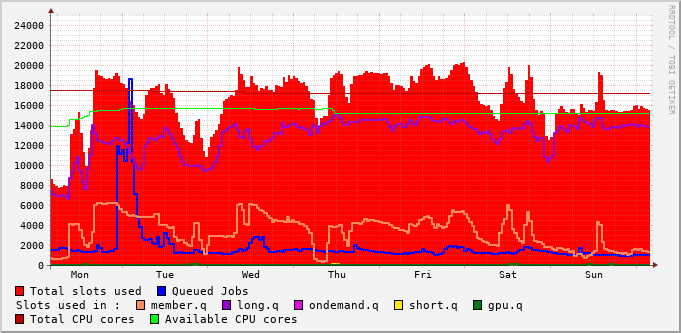 24000
22000
20000
18000
16000
14000
12000
10000
8000
6000
4000
2000
0
Mon Tue Wed Thu Fri Sat Sun
Total slots used Queued Jobs
Slots used in : member.q long.q ondemand.q short.q gpu.q
Total CPU cores Available CPU cores
RRDTOOL / TOBI OETIKER